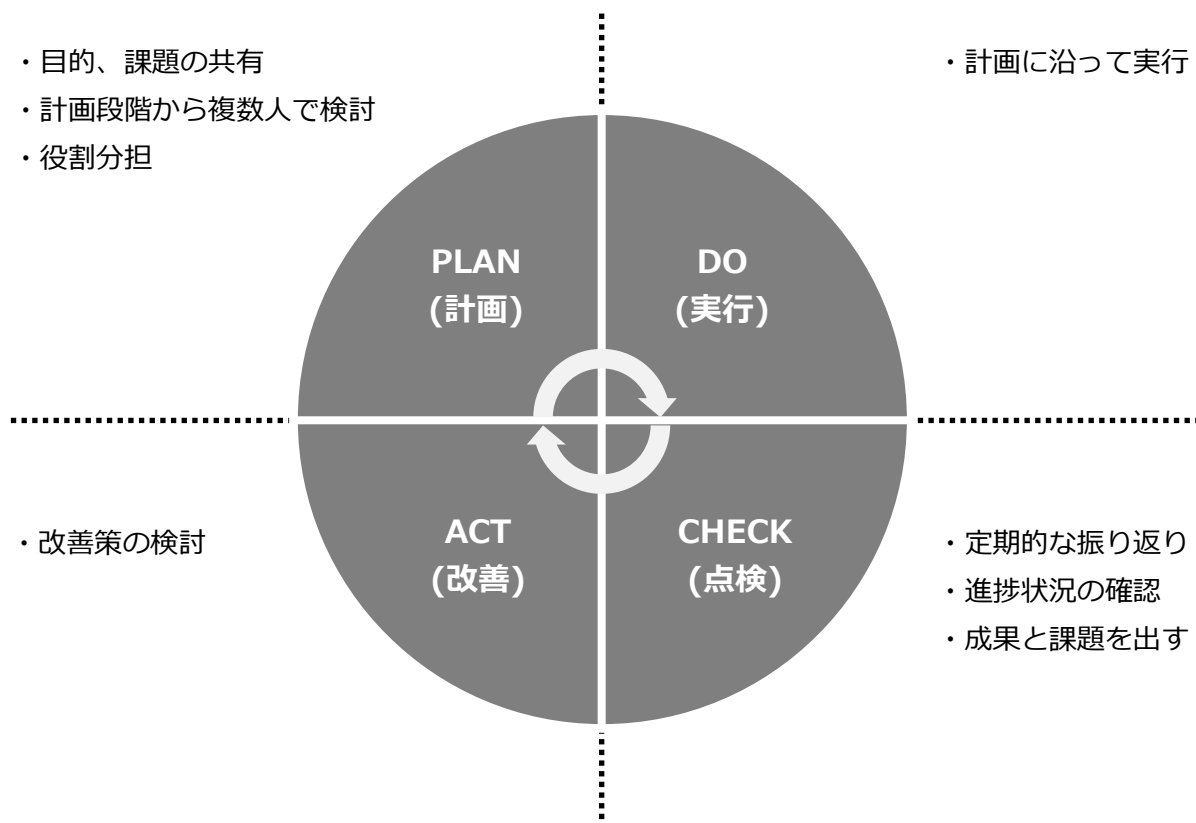 ・目的、課題の共有
・計画段階から複数人で検討
・役割分担
・計画に沿って実行
PLAN
(計画)
DO
(実行)
ACT
(改善)
CHECK
(点検)
・改善策の検討
・定期的な振り返り
・進捗状況の確認
・成果と課題を出す